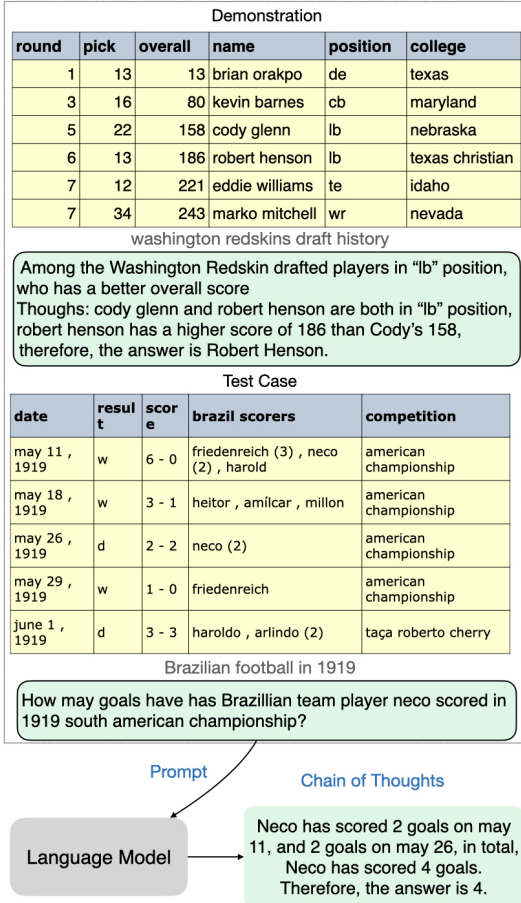 Demonstration
round pick overall name position college
1 13 13 brian orakpo de texas
3 16 80 kevin barnes cb maryland
5 22 158 cody glenn lb nebraska
6 13 186 robert henson lb texas christian
7 12 221 eddie williams te idaho
7 34 243 marko mitchell wr nevada
washington redskins draft history
Among the Washington Redskin drafted players in “lb” position,
who has a better overall score
Thoughs: cody glenn and robert henson are both in “lb” position,
robert henson has a higher score of 186 than Cody’s 158,
therefore, the answer is Robert Henson.
Test Case
date resul t scor e brazil scorers competition
may 11 , 1919 w 6 - 0 friedenreich (3) , neco (2) , harold american championship
may 18 , 1919 w 3 - 1 heitor , amílcar , millon american championship
may 26 , 1919 d 2 - 2 neco (2) american championship
may 29 , 1919 w 1 - 0 friedenreich american championship
june 1 , 1919 d 3 - 3 haroldo , arlindo (2) taça roberto cherry
Brazilian football in 1919
How may goals have has Brazillian team player neco scored in
1919 south american championship?
Prompt
Chain of Thoughts
Language Model
Neco has scored 2 goals on may
11, and 2 goals on may 26, in total,
Neco has scored 4 goals.
Therefore, the answer is 4.